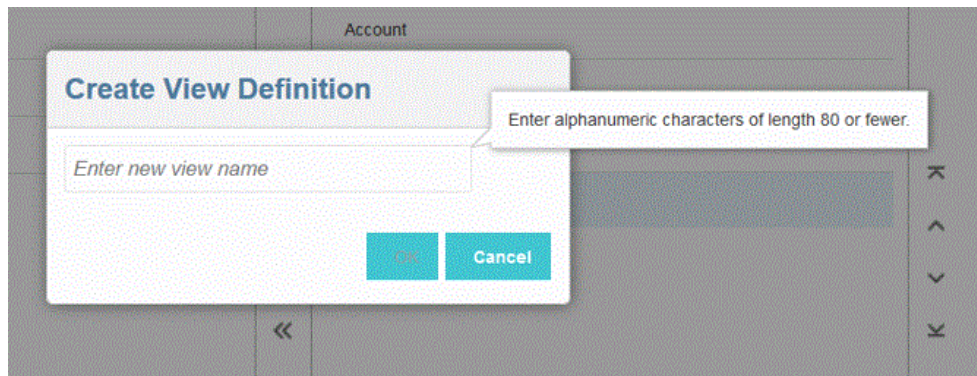 Account
Create View Definition
Enter alphanumeric characters of length 80 or fewer.
Enter new view name
OK
Cancel